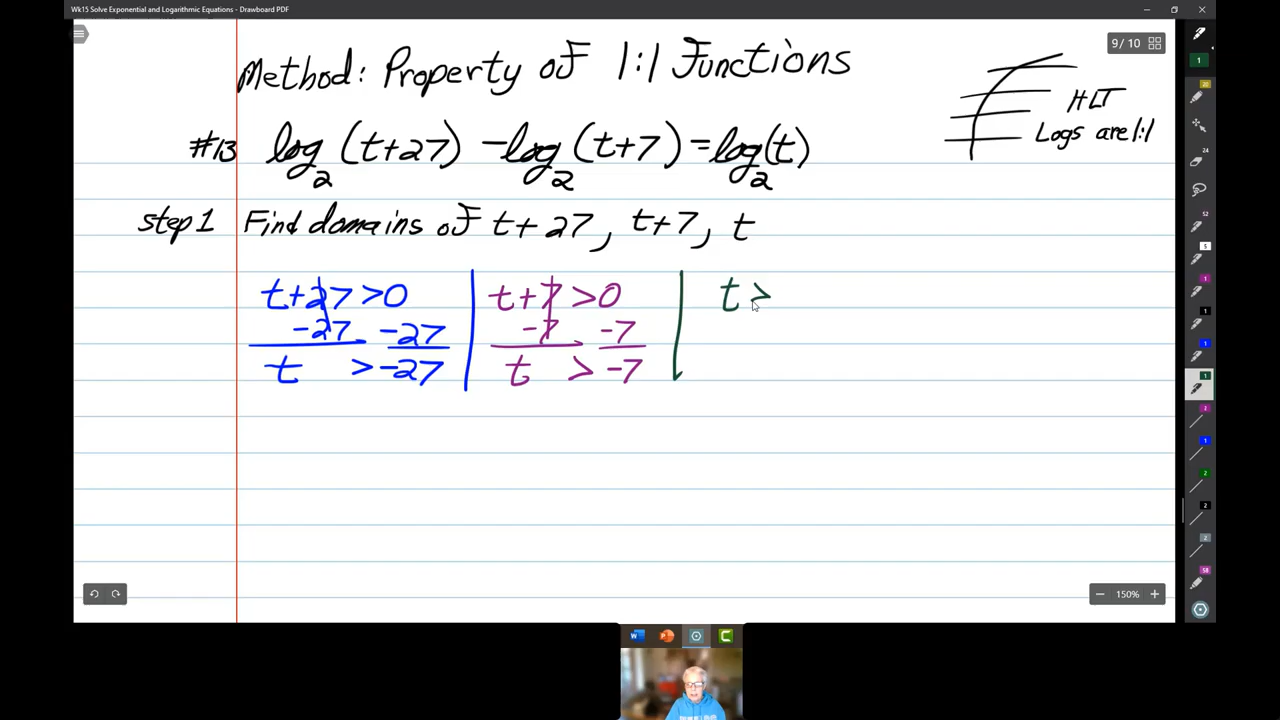 Wk15 Solve Exponential and Logarithmic Equations - Drawboard PDF
9 / 10
Method: Property of 1:1 Functions
HLT
Logs are 1:1
#13 log₂(t+27) - log₂(t+7) = log₂(t)
step 1 Find domains of t+27, t+7, t
t+27>0 t+7>0 t>
-27 -27 -7 -7
t >-27 t > -7
150%